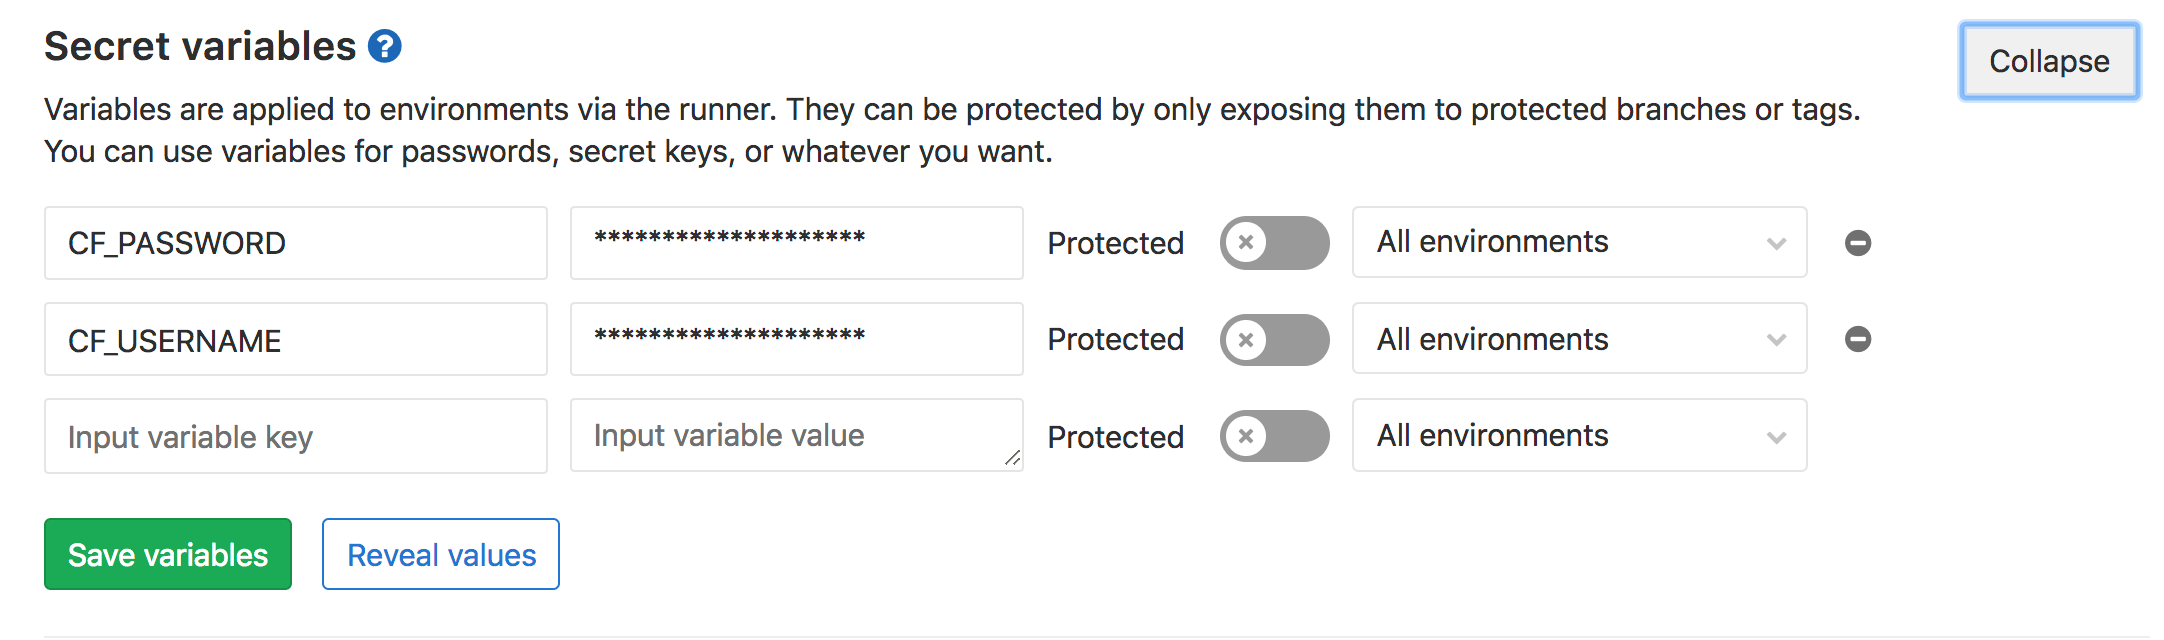 Secret variables ?
Collapse
Variables are applied to environments via the runner. They can be protected by only exposing them to protected branches or tags.
You can use variables for passwords, secret keys, or whatever you want.
CF_PASSWORD ******************** Protected All environments
CF_USERNAME ******************** Protected All environments
Input variable key Input variable value Protected All environments
Save variables Reveal values